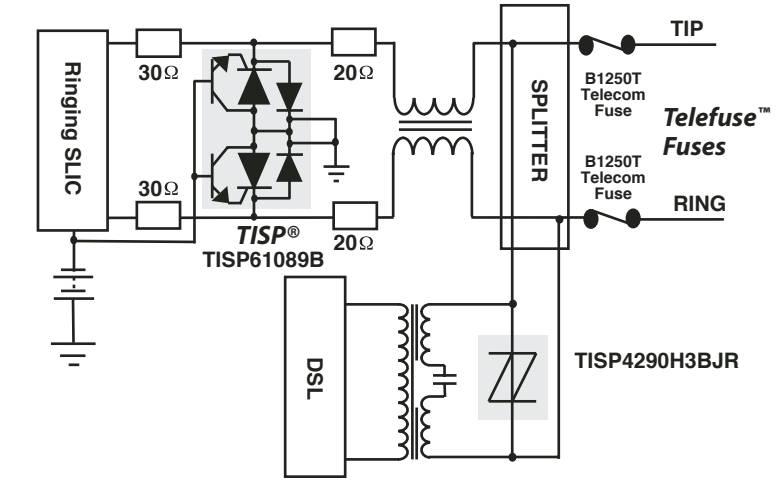 TIP
30Ω
20Ω
B1250T
Telecom
Fuse
Ringing SLIC
SPLITTER
Telefuse™
Fuses
B1250T
Telecom
Fuse
30Ω
RING
20Ω
TISP®
TISP61089B
DSL
TISP4290H3BJR